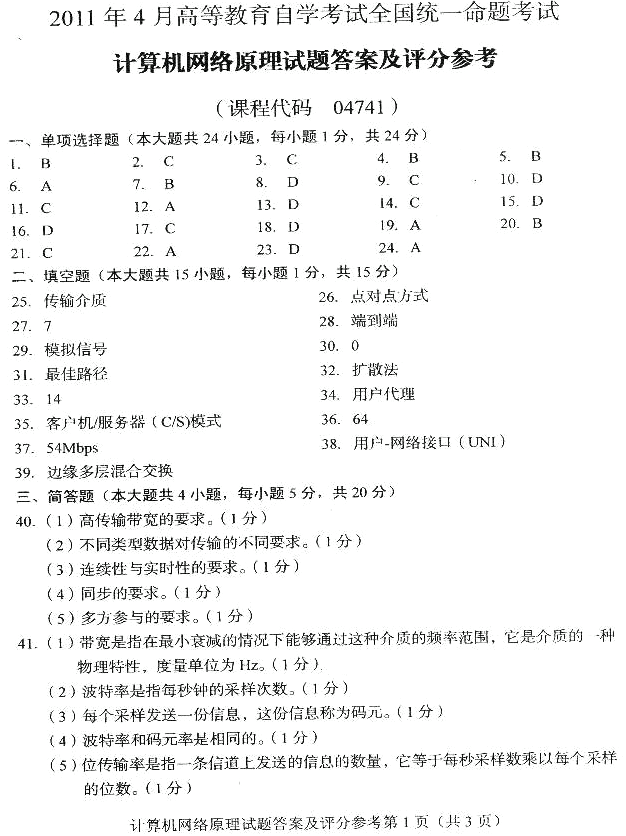 2011 年 4 月高等教育自学考试全国统一命题考试
计算机网络原理试题答案及评分参考
（课程代码 04741）
一、单项选择题（本大题共 24 小题，每小题 1 分，共 24 分）
1. B 2. C 3. C 4. B 5. B
6. A 7. B 8. D 9. C 10. D
11. C 12. A 13. D 14. C 15. D
16. D 17. C 18. D 19. A 20. B
21. C 22. A 23. D 24. A
二、填空题（本大题共 15 小题，每小题 1 分，共 15 分）
25. 传输介质 26. 点对点方式
27. 7 28. 端到端
29. 模拟信号 30. 0
31. 最佳路径 32. 扩散法
33. 14 34. 用户代理
35. 客户机/服务器（C/S)模式 36. 64
37. 54Mbps 38. 用户-网络接口（UNI）
39. 边缘多层混合交换
三、简答题（本大题共 4 小题，每小题 5 分，共 20 分）
40.（1）高传输带宽的要求。（1 分）
（2）不同类型数据对传输的不同要求。（1 分）
（3）连续性与实时性的要求。（1 分）
（4）同步的要求。（1 分）
（5）多方参与的要求。（1 分）
41.（1）带宽是指在最小衰减的情况下能够通过这种介质的频率范围，它是介质的一种
物理特性，度量单位为 Hz。（1 分）
（2）波特率是指每秒钟的采样次数。（1 分）
（3）每个采样发送一份信息，这份信息称为码元。（1 分）
（4）波特率和码元率是相同的。（1 分）
（5）位传输率是指一条信道上发送的信息的数量，它等于每秒采样数乘以每个采样
的位数。（1 分）
计算机网络原理试题答案及评分参考第 1 页（共 3 页）